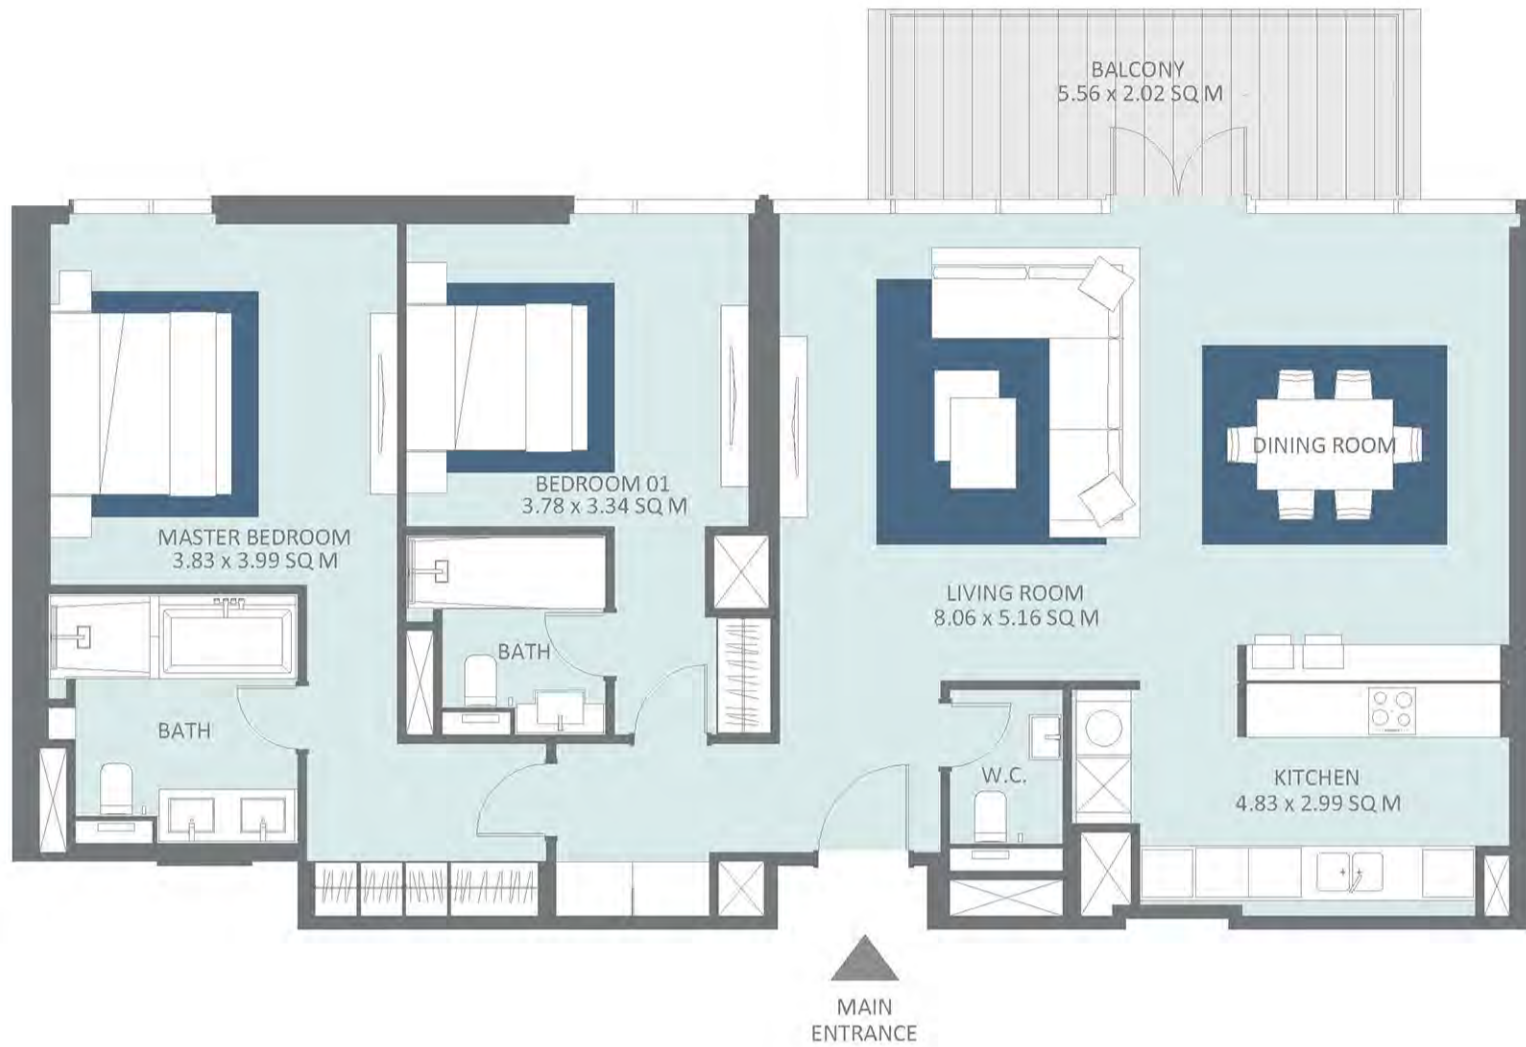 BALCONY
5.56 x 2.02 SQ M
BEDROOM 01
3.78 x 3.34 SQ M
MASTER BEDROOM
3.83 x 3.99 SQ M
DINING ROOM
LIVING ROOM
8.06 x 5.16 SQ M
BATH
BATH
W.C.
KITCHEN
4.83 x 2.99 SQ M
MAIN
ENTRANCE